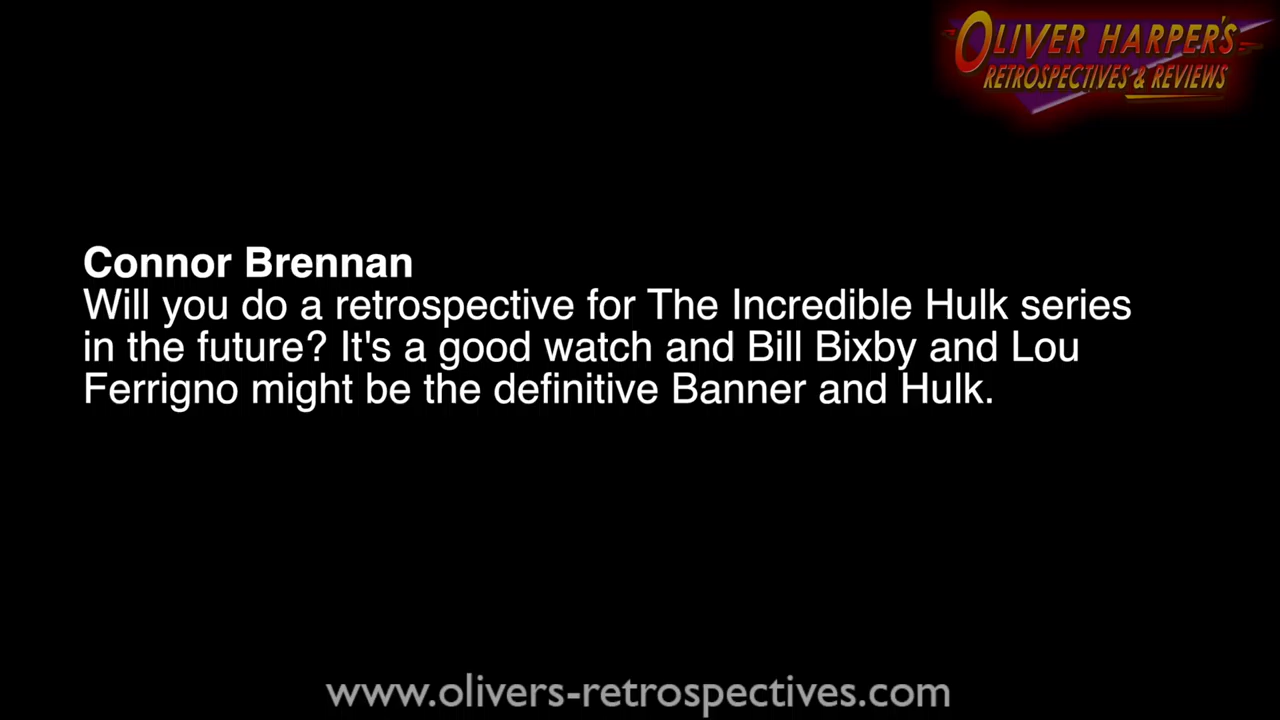 OLIVER HARPER'S
RETROSPECTIVES & REVIEWS
Connor Brennan
Will you do a retrospective for The Incredible Hulk series
in the future? It's a good watch and Bill Bixby and Lou
Ferrigno might be the definitive Banner and Hulk.
www.olivers-retrospectives.com